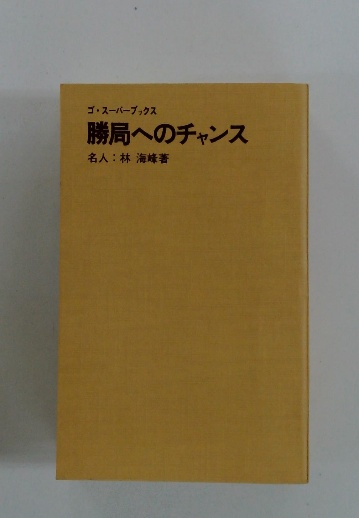 ゴ・スーパーブックス
勝局へのチャンス
名人：林 海峰著